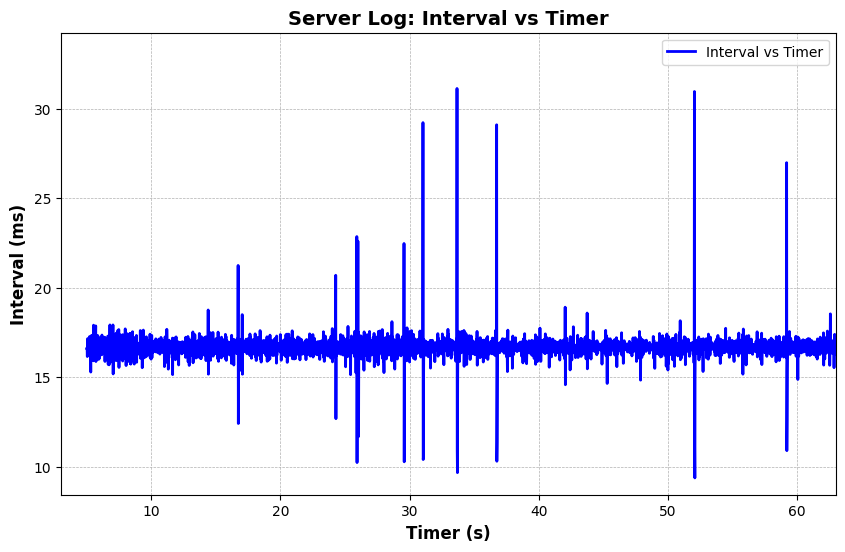 Server Log: Interval vs Timer
Interval vs Timer
30
25
20
15
10
Interval (ms)
10 20 30 40 50 60
Timer (s)